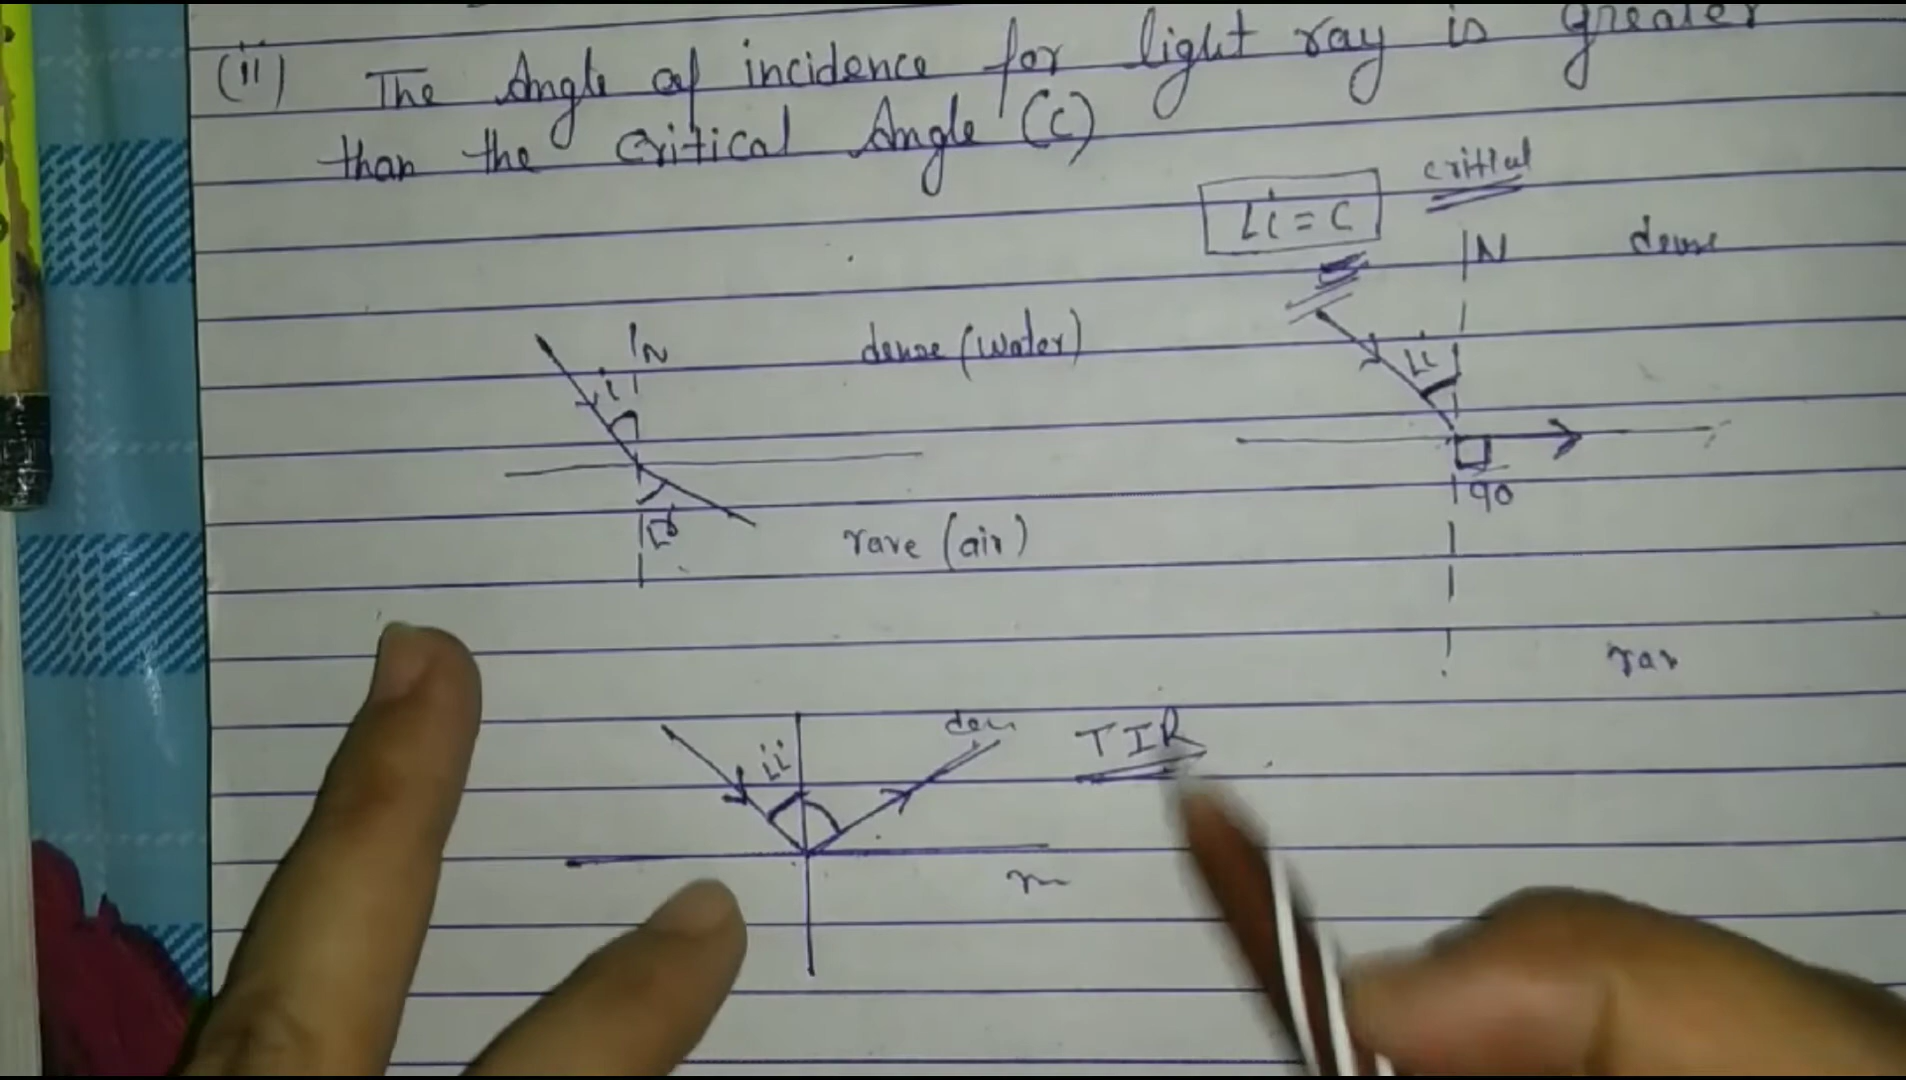 (ii) The Angle of incidence for light ray is greater
than the critical Angle (C)
critical
∠i = C
N
dense
N
dense (water)
i
∠i
∠r
90
rare (air)
rar
∠i
den
TIR